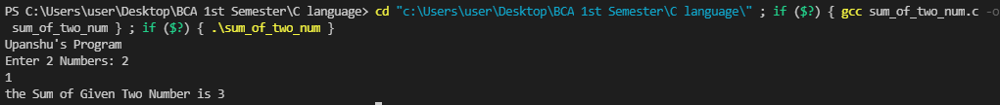 PS C:\Users\user\Desktop\BCA 1st Semester\C language> cd "c:\Users\user\Desktop\BCA 1st Semester\C language\" ; if ($?) { gcc sum_of_two_num.c -o
 sum_of_two_num } ; if ($?) { .\sum_of_two_num }
Upanshu's Program
Enter 2 Numbers: 2
1
the Sum of Given Two Number is 3